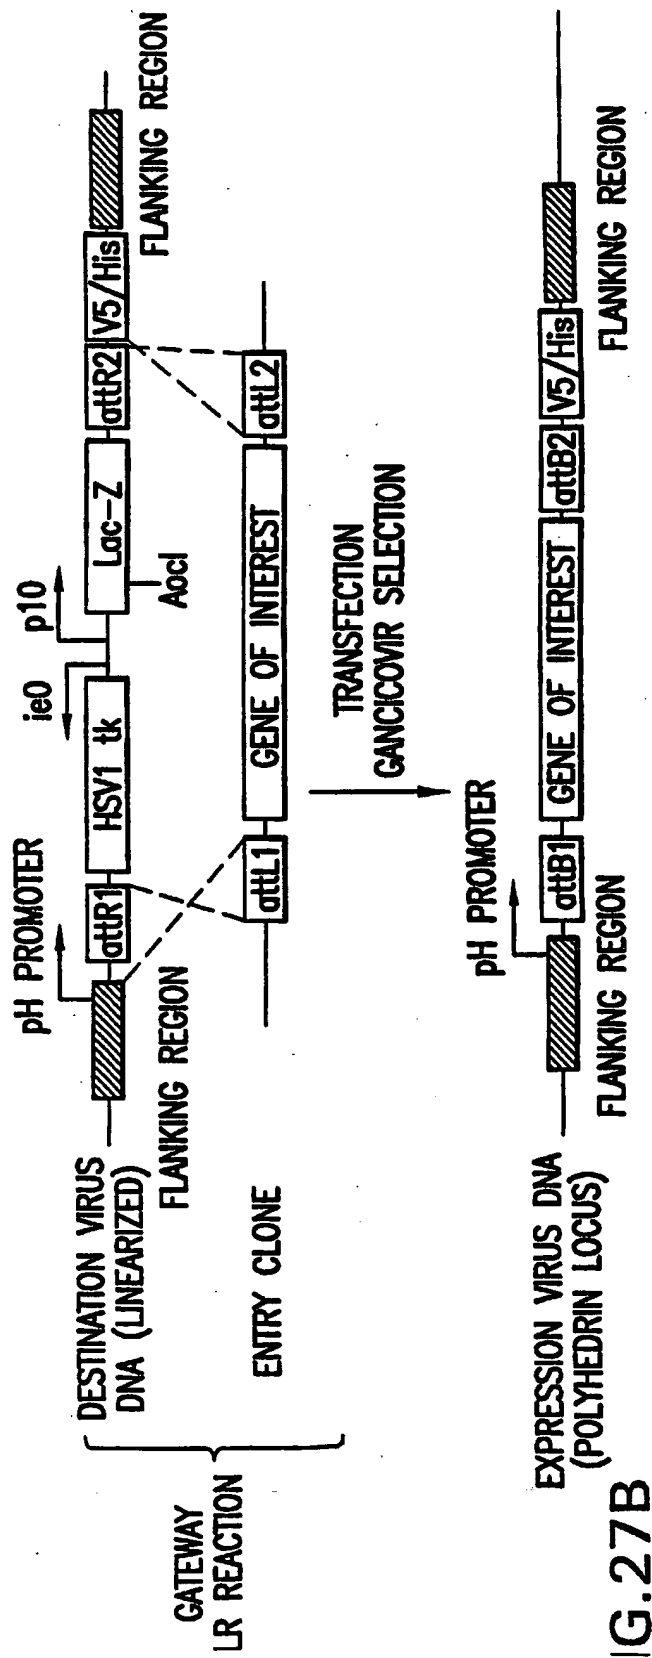 GATEWAY
LR REACTION
DESTINATION VIRUS
DNA (LINEARIZED)
FLANKING REGION
pH PROMOTER
attR1
HSV1 tk
ie0
p10
Lac-Z
AocI
attR2
V5/His
FLANKING REGION
ENTRY CLONE
attL1
GENE OF INTEREST
attL2
TRANSFECTION
GANCICOVIR SELECTION
EXPRESSION VIRUS DNA
(POLYHEDRIN LOCUS)
FLANKING REGION
pH PROMOTER
attB1
GENE OF INTEREST
attB2
V5/His
FLANKING REGION
IG.27B